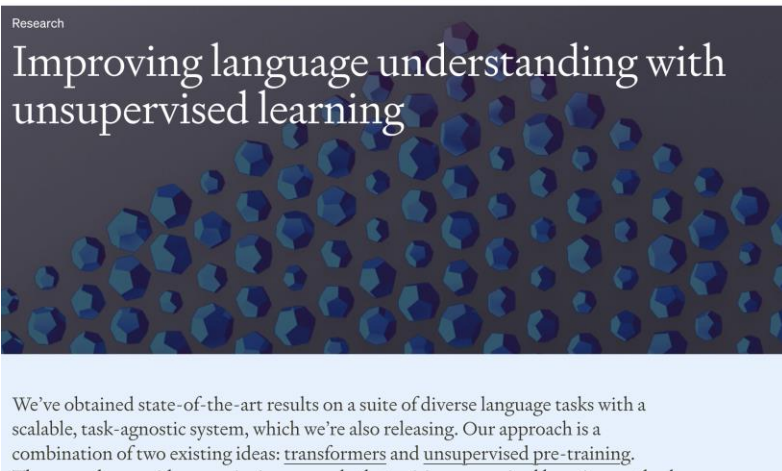 Research
Improving language understanding with
unsupervised learning
We’ve obtained state-of-the-art results on a suite of diverse language tasks with a
scalable, task-agnostic system, which we’re also releasing. Our approach is a
combination of two existing ideas: transformers and unsupervised pre-training.